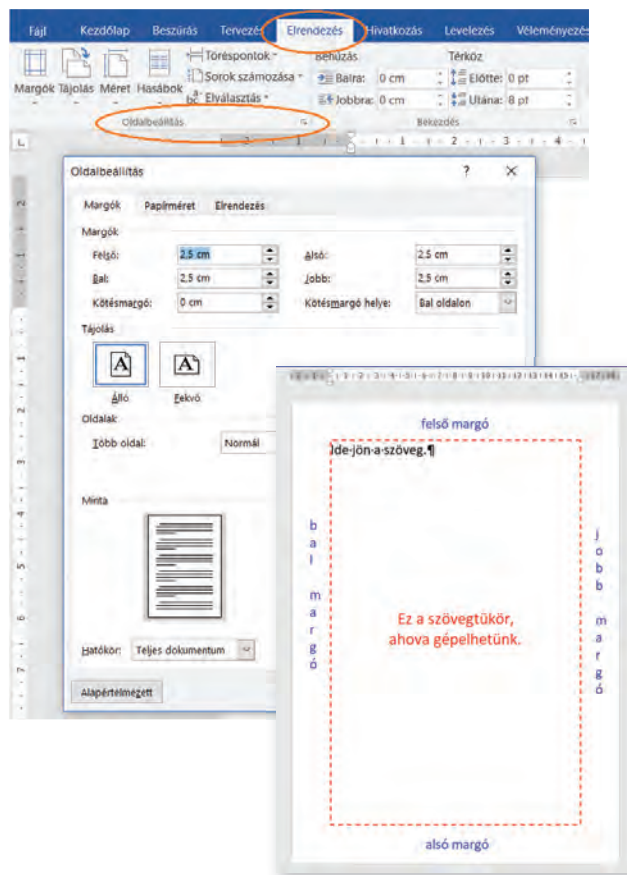 Fájl Kezdőlap Beszúrás Tervezés Elrendezés Hivatkozás Levelezés Véleményezés
Töréspontok Behúzás Térköz
Sorok számozása Balra: 0 cm Előtte: 0 pt
Margók Tájolás Méret Hasábok
Elválasztás Jobbra: 0 cm Utána: 8 pt
Oldalbeállítás Bekezdés
Oldalbeállítás ? ×
Margók Papírméret Elrendezés
Margók
Felső: 2,5 cm Alsó: 2,5 cm
Bal: 2,5 cm Jobb: 2,5 cm
Kötésmargó: 0 cm Kötésmargó helye: Bal oldalon
Tájolás
A A
Álló Fekvő
Oldalak
Több oldal: Normál
Minta
Hatókör: Teljes dokumentum
Alapértelmezett
felső margó
Ide·jön·a·szöveg.¶
bal margó
Ez a szövegtükör,
ahova gépelhetünk.
jobb margó
alsó margó